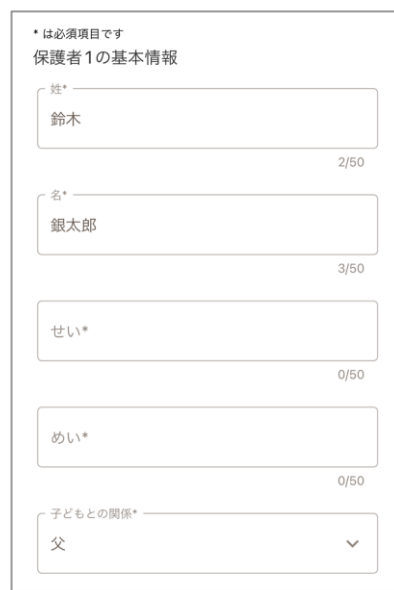 * は必須項目です
保護者1の基本情報
姓*
鈴木
2/50
名*
銀太郎
3/50
せい*
0/50
めい*
0/50
子どもとの関係*
父